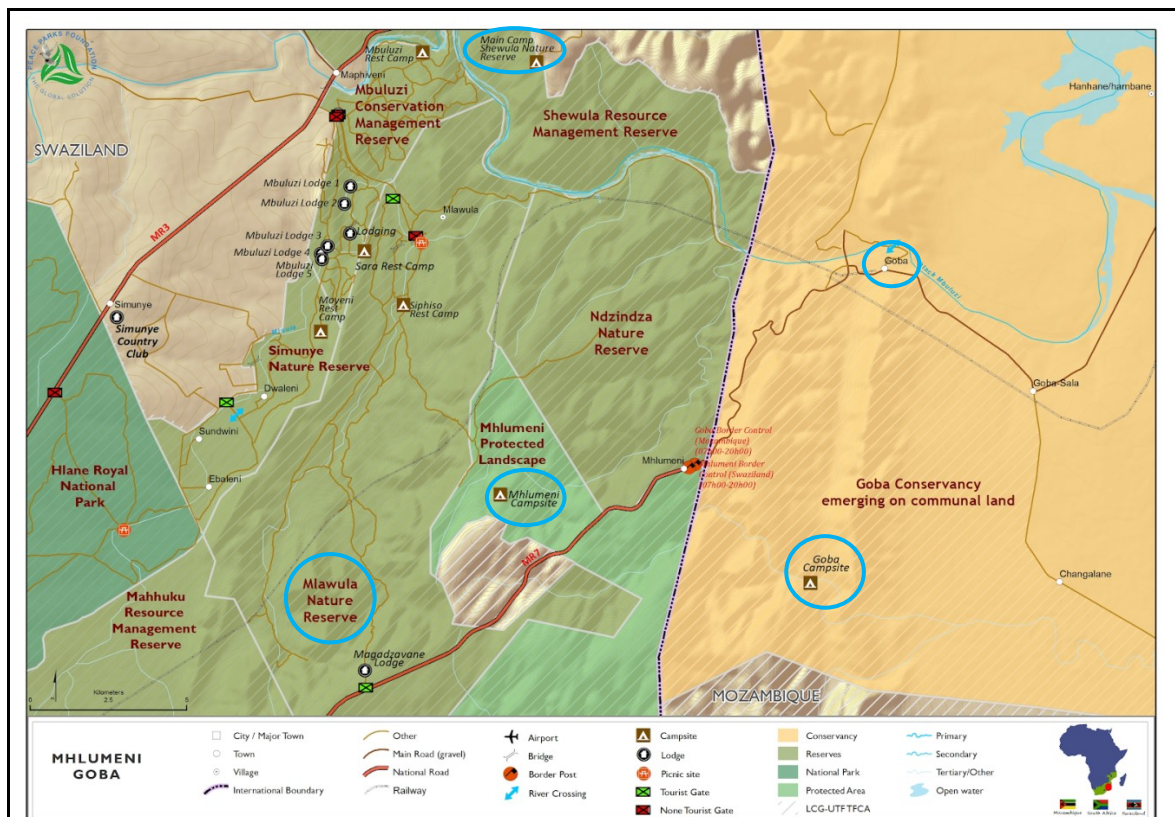 PEACE PARKS FOUNDATION
THE GLOBAL SOLUTION
Mbuluzi
Rest Camp
Main Camp
Shewula Nature
Reserve
Maphiveni
Mbuluzi
Conservation
Management
Reserve
Shewula Resource
Management Reserve
Hanhane/hambane
SWAZILAND
Mbuluzi Lodge 1
Mbuluzi Lodge 2
Mlawula
MR3
Lodging
Mbuluzi Lodge 3
Mbuluzi Lodge 4
Mbuluzi
Lodge 5
Sara Rest Camp
Goba
Moyeni
Rest
Camp
Siphiso
Rest Camp
Simunye
Simunye
Country
Club
Ndzindza
Nature
Reserve
Simunye
Nature Reserve
Goba-Sala
Dwaleni
Sundwini
Mhlumeni
Protected
Landscape
Goba Border Control
(Mozambique)
(07h00-20h00)
Mhlumeni
Mhlumeni Border
Control (Swaziland)
(07h00-20h00)
Hlane Royal
National
Park
Ebaleni
Mhlumeni
Campsite
Goba Conservancy
emerging on communal land
MR7
Goba
Campsite
Changalane
Mlawula
Nature
Reserve
Mahhuku
Resource
Management
Reserve
Magadzavane
Lodge
Kilometers
0 2.5 5
MOZAMBIQUE
MHLUMENI
GOBA
City / Major Town
Town
Village
International Boundary
Other
Main Road (gravel)
National Road
Railway
Airport
Bridge
Border Post
River Crossing
Campsite
Lodge
Picnic site
Tourist Gate
None Tourist Gate
Conservancy
Reserves
National Park
Protected Area
LCG-UTF TFCA
Primary
Secondary
Tertiary/Other
Open water
Mozambique
South Africa
Swaziland